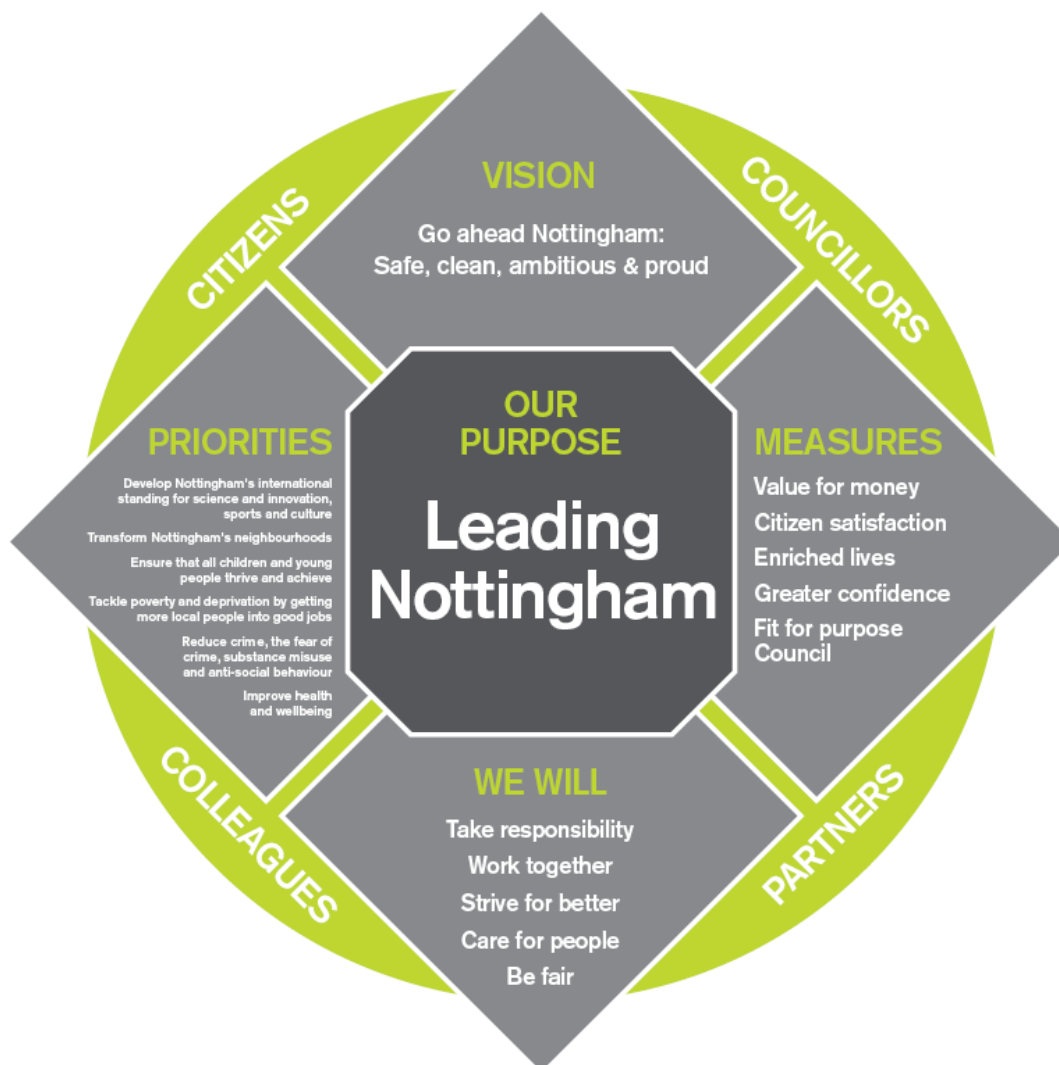 CITIZENS
COUNCILLORS
VISION
Go ahead Nottingham:
Safe, clean, ambitious & proud
OUR
PURPOSE
Leading
Nottingham
PRIORITIES
Develop Nottingham's international
standing for science and innovation,
sports and culture
Transform Nottingham's neighbourhoods
Ensure that all children and young
people thrive and achieve
Tackle poverty and deprivation by getting
more local people into good jobs
Reduce crime, the fear of
crime, substance misuse
and anti-social behaviour
Improve health
and wellbeing
MEASURES
Value for money
Citizen satisfaction
Enriched lives
Greater confidence
Fit for purpose
Council
WE WILL
Take responsibility
Work together
Strive for better
Care for people
Be fair
COLLEAGUES
PARTNERS